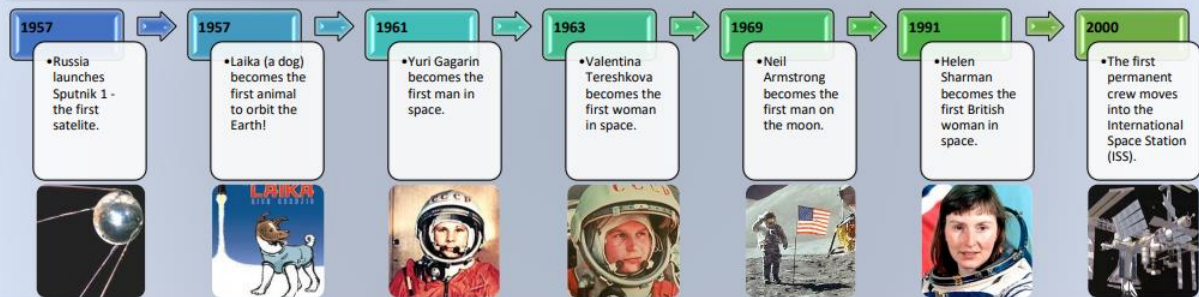 1957
•Russia
launches
Sputnik 1 -
the first
satelite.
1957
•Laika (a dog)
becomes the
first animal
to orbit the
Earth!
1961
•Yuri Gagarin
becomes the
first man in
space.
1963
•Valentina
Tereshkova
becomes the
first woman
in space.
1969
•Neil
Armstrong
becomes the
first man on
the moon.
1991
•Helen
Sharman
becomes the
first British
woman in
space.
2000
•The first
permanent
crew moves
into the
International
Space Station
(ISS).
LAIKA
CCCP